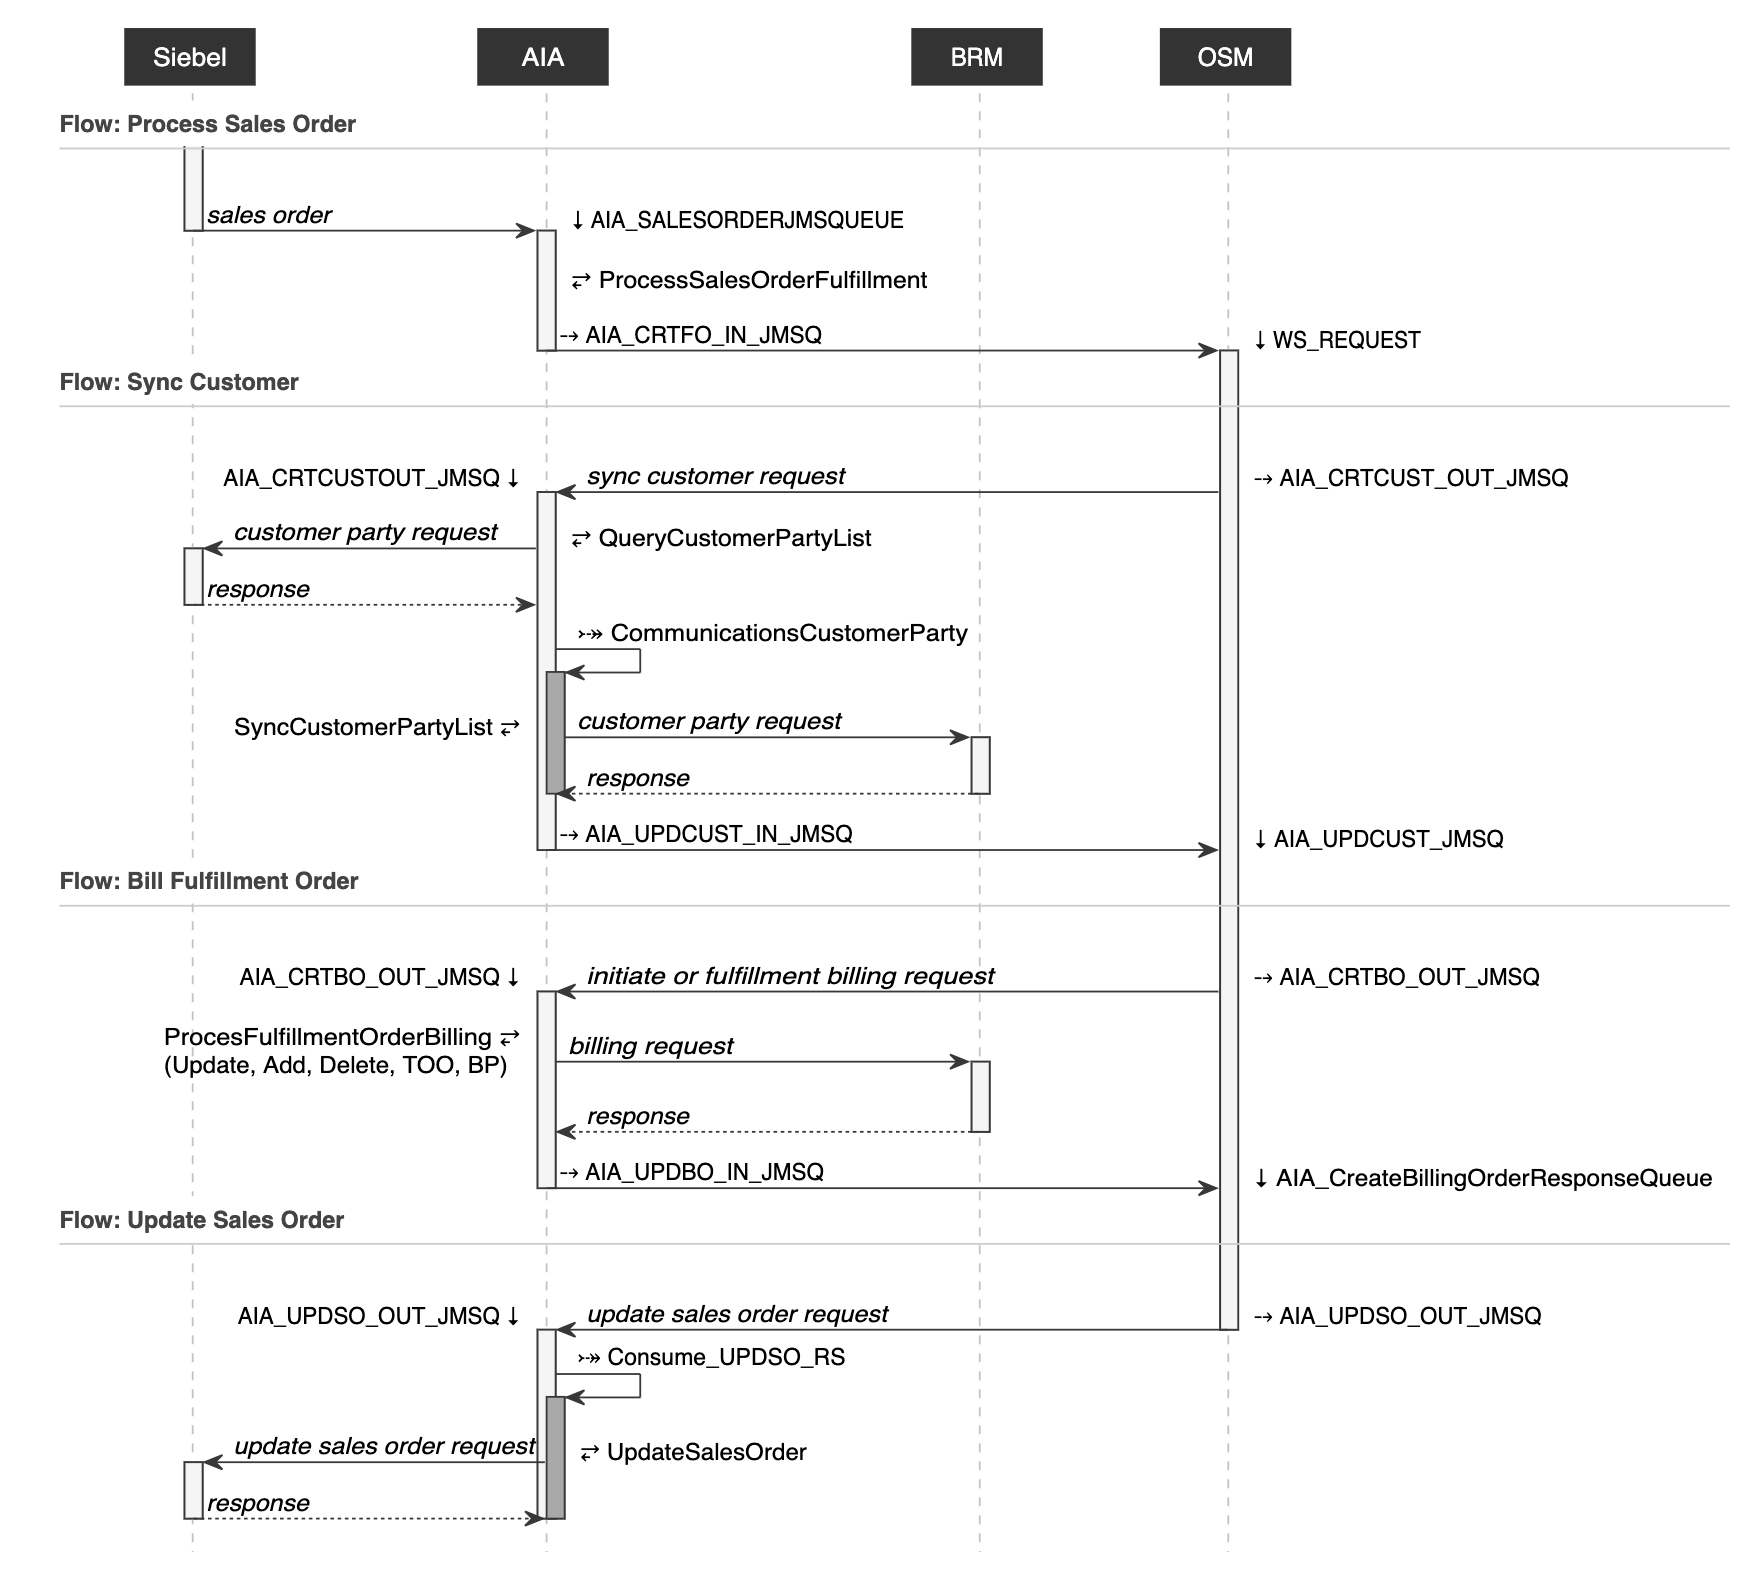 Siebel
AIA
BRM
OSM
Flow: Process Sales Order
sales order
↓ AIA_SALESORDERJMSQUEUE
⇄ ProcessSalesOrderFulfillment
⤍ AIA_CRTFO_IN_JMSQ
↓ WS_REQUEST
Flow: Sync Customer
AIA_CRTCUSTOUT_JMSQ ↓
sync customer request
⤍ AIA_CRTCUST_OUT_JMSQ
customer party request
⇄ QueryCustomerPartyList
response
⤐ CommunicationsCustomerParty
SyncCustomerPartyList ⇄
customer party request
response
⤍ AIA_UPDCUST_IN_JMSQ
↓ AIA_UPDCUST_JMSQ
Flow: Bill Fulfillment Order
AIA_CRTBO_OUT_JMSQ ↓
initiate or fulfillment billing request
⤍ AIA_CRTBO_OUT_JMSQ
ProcesFulfillmentOrderBilling ⇄
(Update, Add, Delete, TOO, BP)
billing request
response
⤍ AIA_UPDBO_IN_JMSQ
↓ AIA_CreateBillingOrderResponseQueue
Flow: Update Sales Order
AIA_UPDSO_OUT_JMSQ ↓
update sales order request
⤍ AIA_UPDSO_OUT_JMSQ
⤐ Consume_UPDSO_RS
update sales order request
⇄ UpdateSalesOrder
response